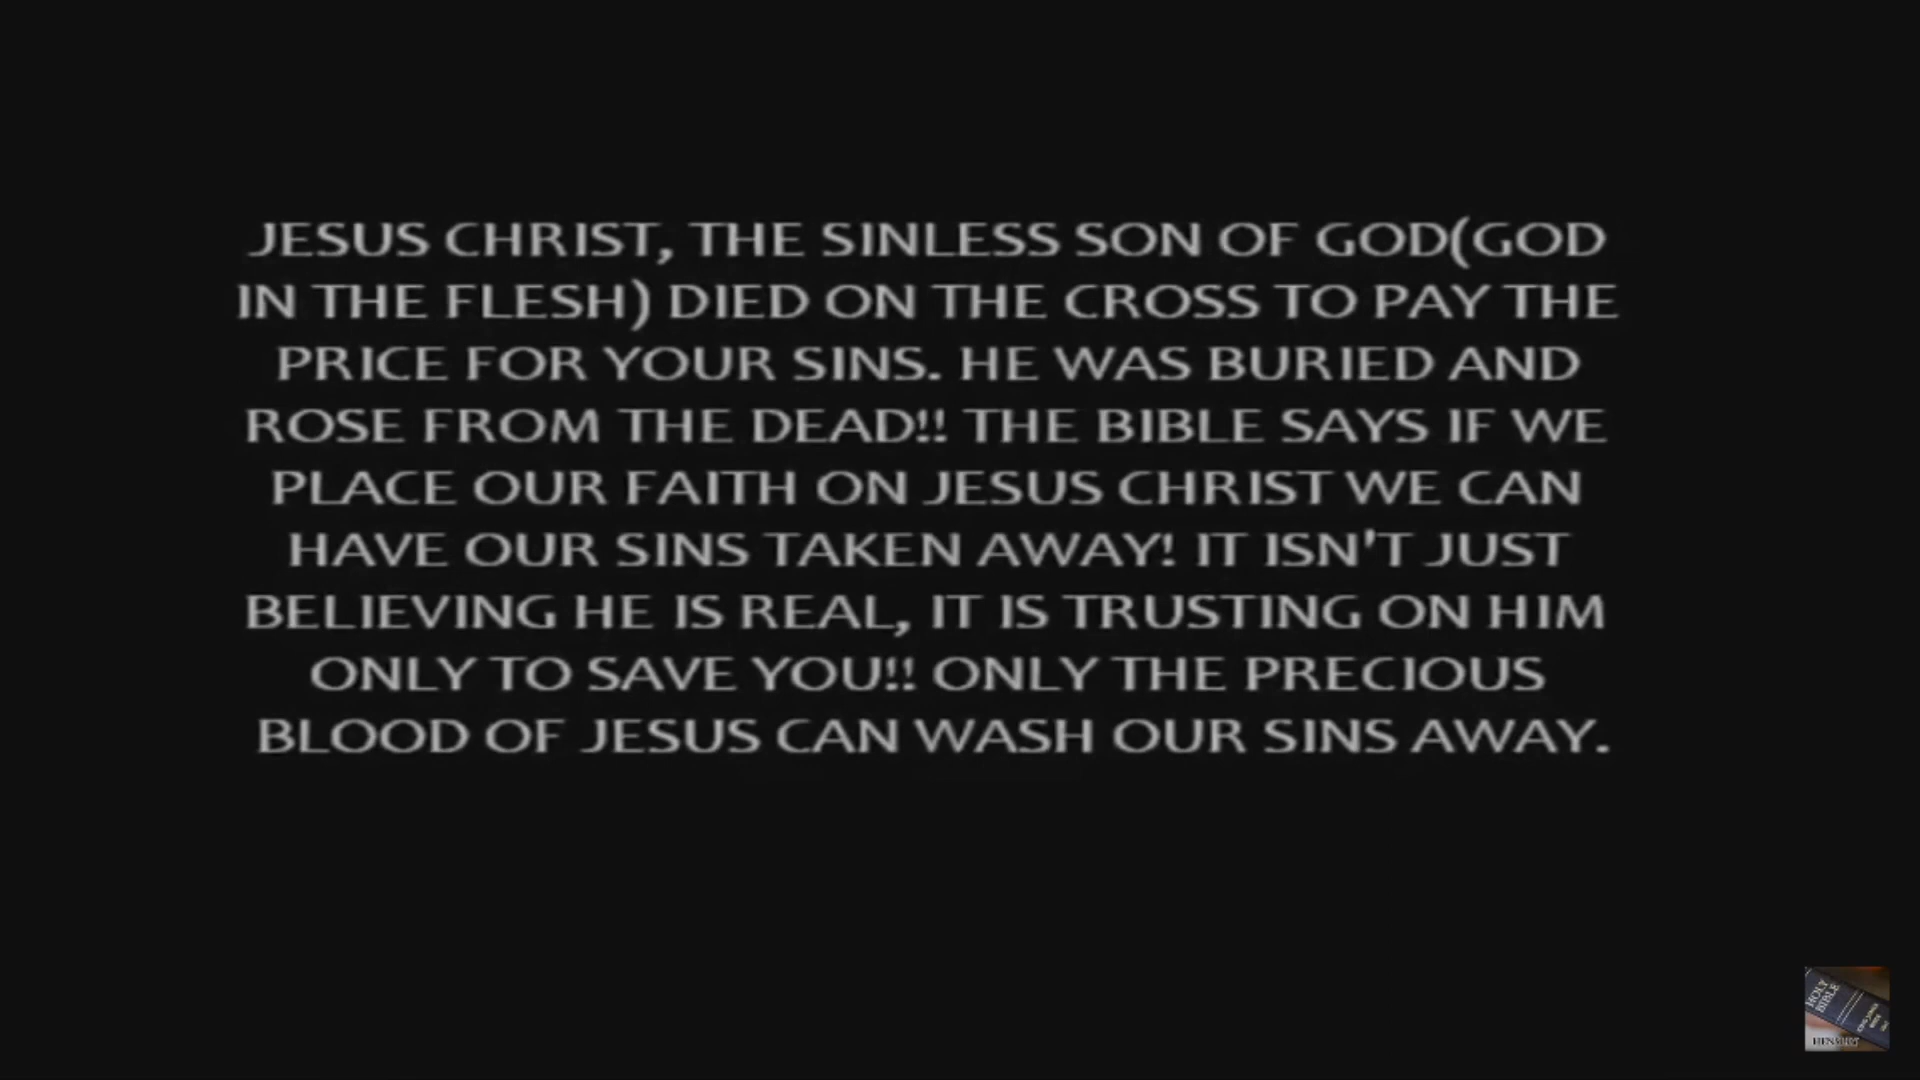 JESUS CHRIST, THE SINLESS SON OF GOD(GOD
IN THE FLESH) DIED ON THE CROSS TO PAY THE
PRICE FOR YOUR SINS. HE WAS BURIED AND
ROSE FROM THE DEAD!! THE BIBLE SAYS IF WE
PLACE OUR FAITH ON JESUS CHRIST WE CAN
HAVE OUR SINS TAKEN AWAY! IT ISN'T JUST
BELIEVING HE IS REAL, IT IS TRUSTING ON HIM
ONLY TO SAVE YOU!! ONLY THE PRECIOUS
BLOOD OF JESUS CAN WASH OUR SINS AWAY.
HOLY
BIBLE